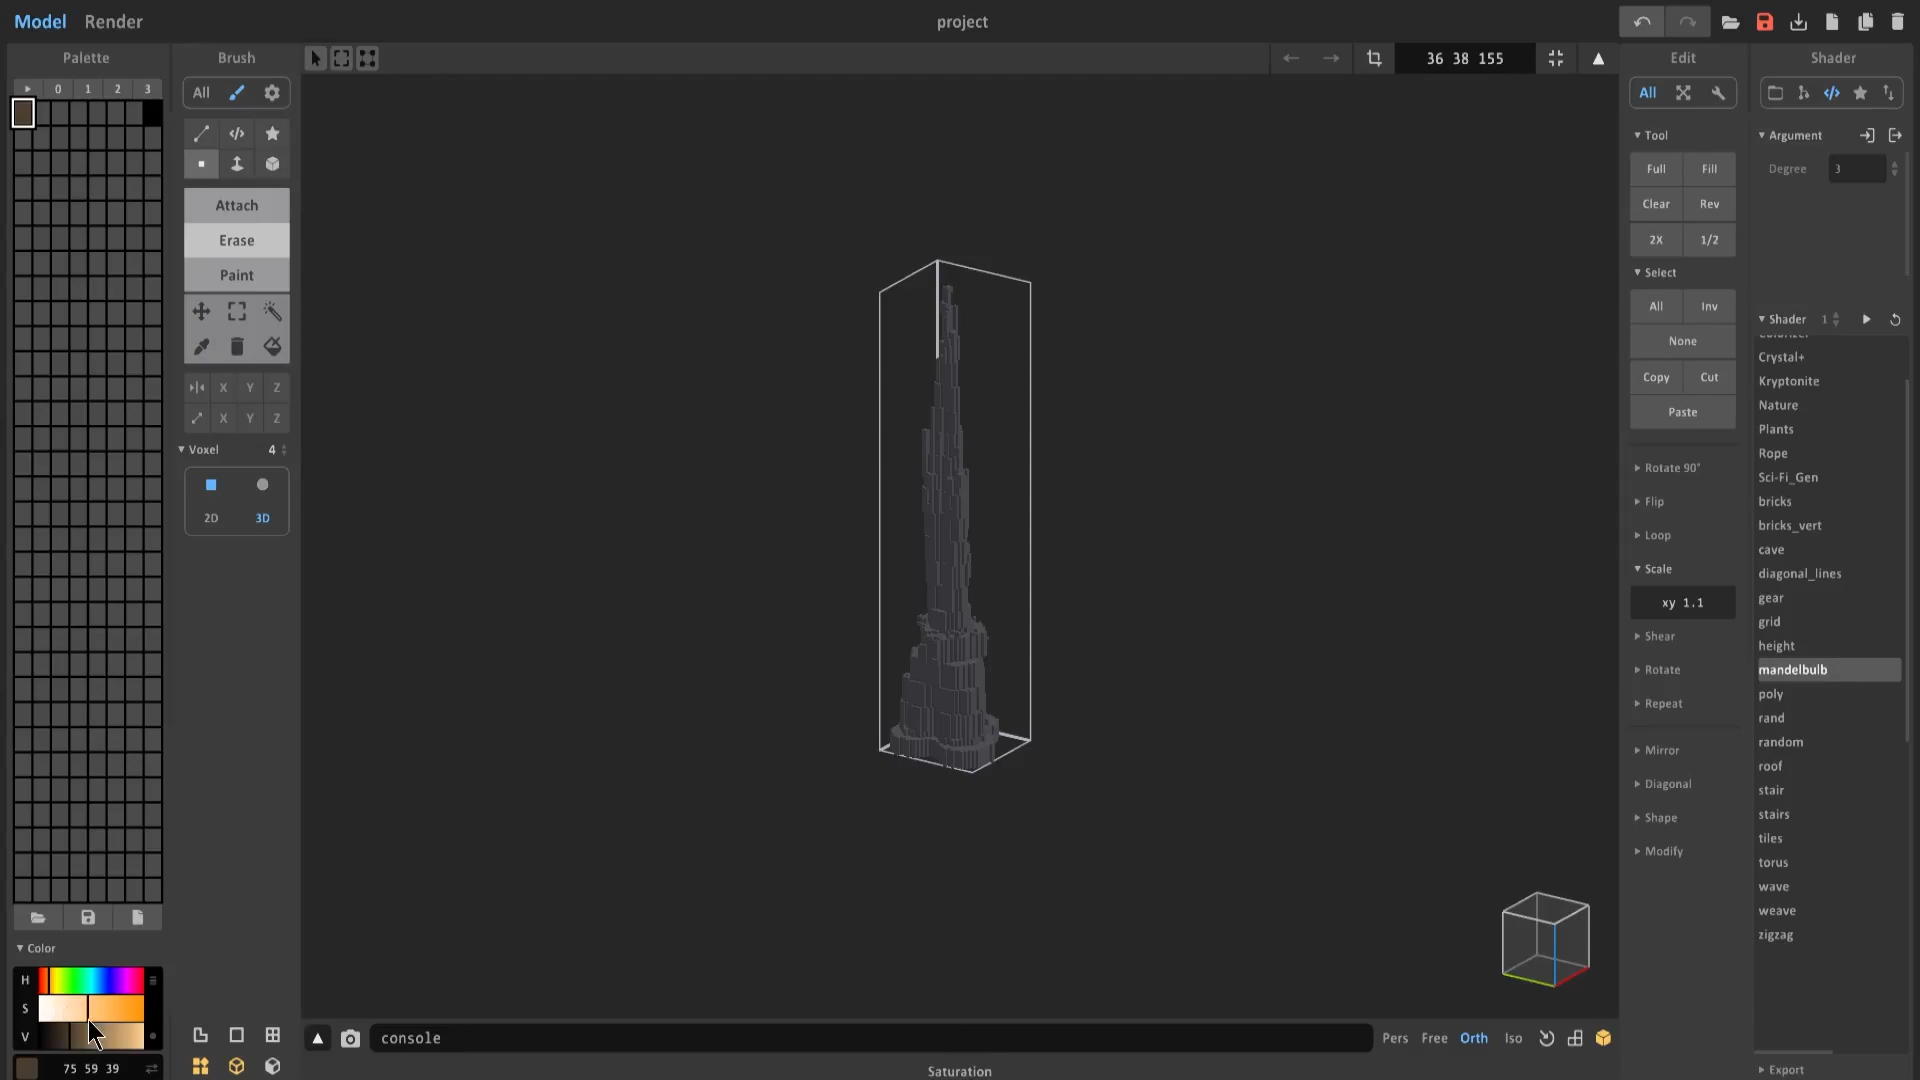 Model Render
project
Palette
Brush
36 38 155
Edit
Shader
0 1 2 3
All
All
Tool
Argument
Full Fill
Degree 3
Clear Rev
Attach
2X 1/2
Erase
Select
Paint
All Inv
Shader 1
None
Crystal+
Copy Cut
Kryptonite
X Y Z
Paste
Nature
X Y Z
Plants
Voxel 4
Rope
Rotate 90°
Sci-Fi_Gen
2D 3D
Flip
bricks
Loop
bricks_vert
Scale
cave
xy 1.1
diagonal_lines
Shear
gear
Rotate
grid
Repeat
height
mandelbulb
Mirror
poly
Diagonal
rand
Shape
random
Modify
roof
stair
stairs
tiles
torus
wave
weave
zigzag
Color
H
S
V
75 59 39
console
Pers Free Orth Iso
Saturation
Export